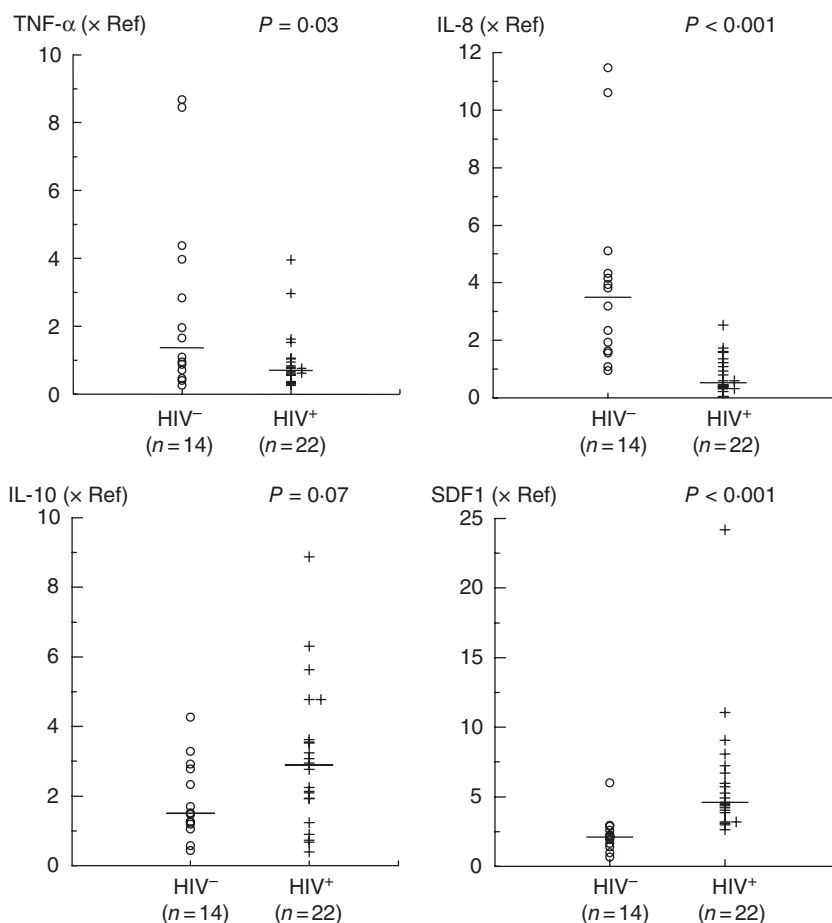 TNF-α (× Ref) P = 0·03
10
8
6
4
2
0
HIV⁻ HIV⁺
(n=14) (n=22)
IL-8 (× Ref) P < 0·001
12
10
8
6
4
2
0
HIV⁻ HIV⁺
(n=14) (n=22)
IL-10 (× Ref) P = 0·07
10
8
6
4
2
0
HIV⁻ HIV⁺
(n=14) (n=22)
SDF1 (× Ref) P < 0·001
25
20
15
10
5
0
HIV⁻ HIV⁺
(n=14) (n=22)